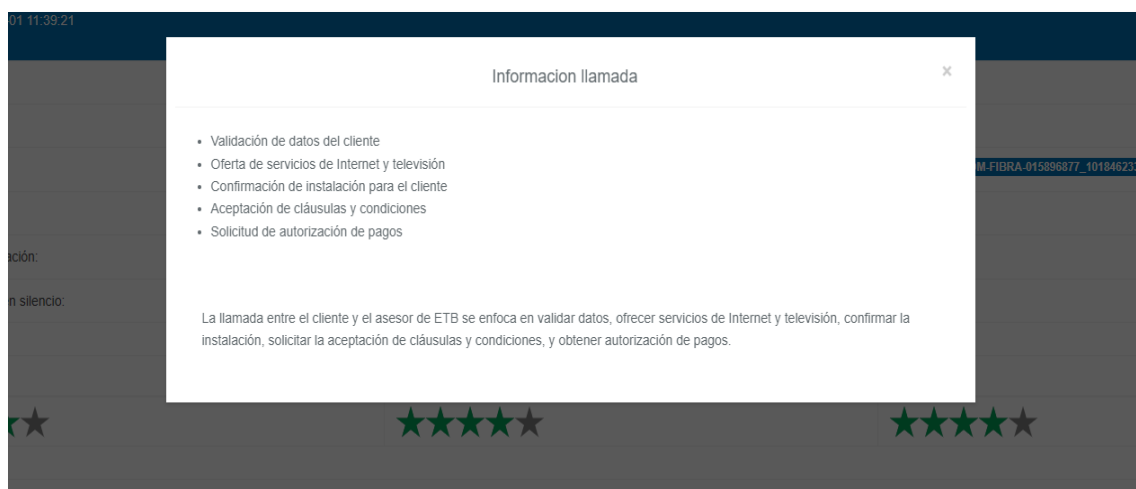 01 11:39:21
Informacion llamada
x
• Validación de datos del cliente
• Oferta de servicios de Internet y televisión
M-FIBRA-015896877_10184623
• Confirmación de instalación para el cliente
• Aceptación de cláusulas y condiciones
• Solicitud de autorización de pagos
ación:
n silencio:
La llamada entre el cliente y el asesor de ETB se enfoca en validar datos, ofrecer servicios de Internet y televisión, confirmar la
instalación, solicitar la aceptación de cláusulas y condiciones, y obtener autorización de pagos.